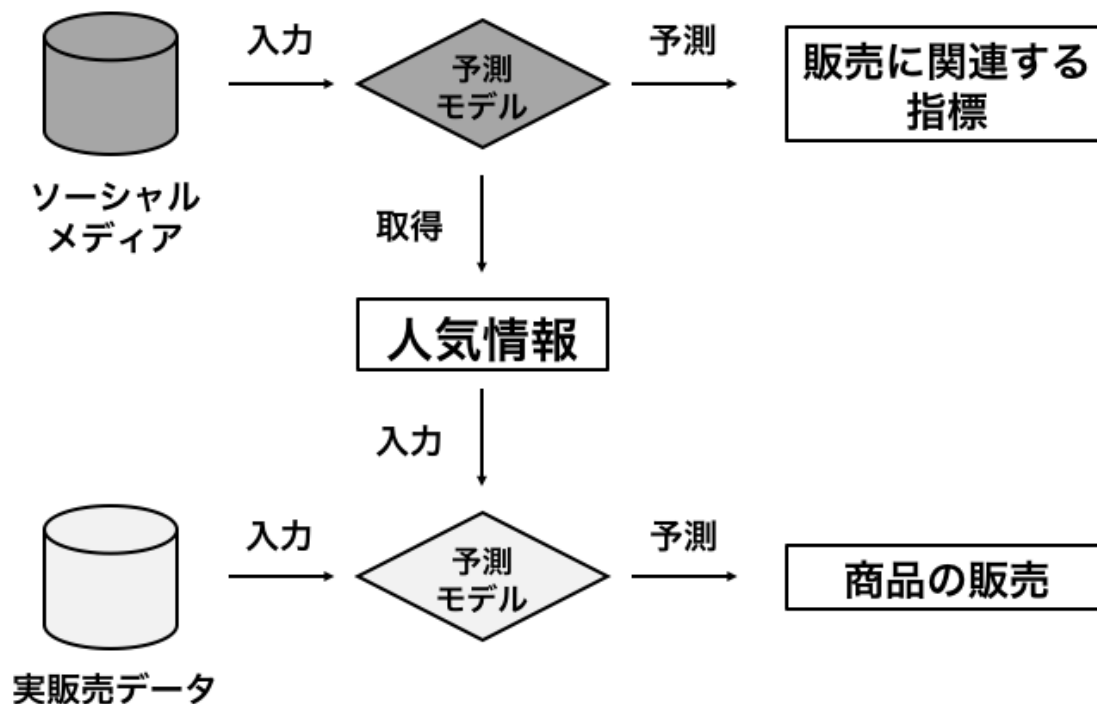 入力
予測
モデル
予測
販売に関連する
指標
ソーシャル
メディア
取得
人気情報
入力
入力
予測
モデル
予測
商品の販売
実販売データ